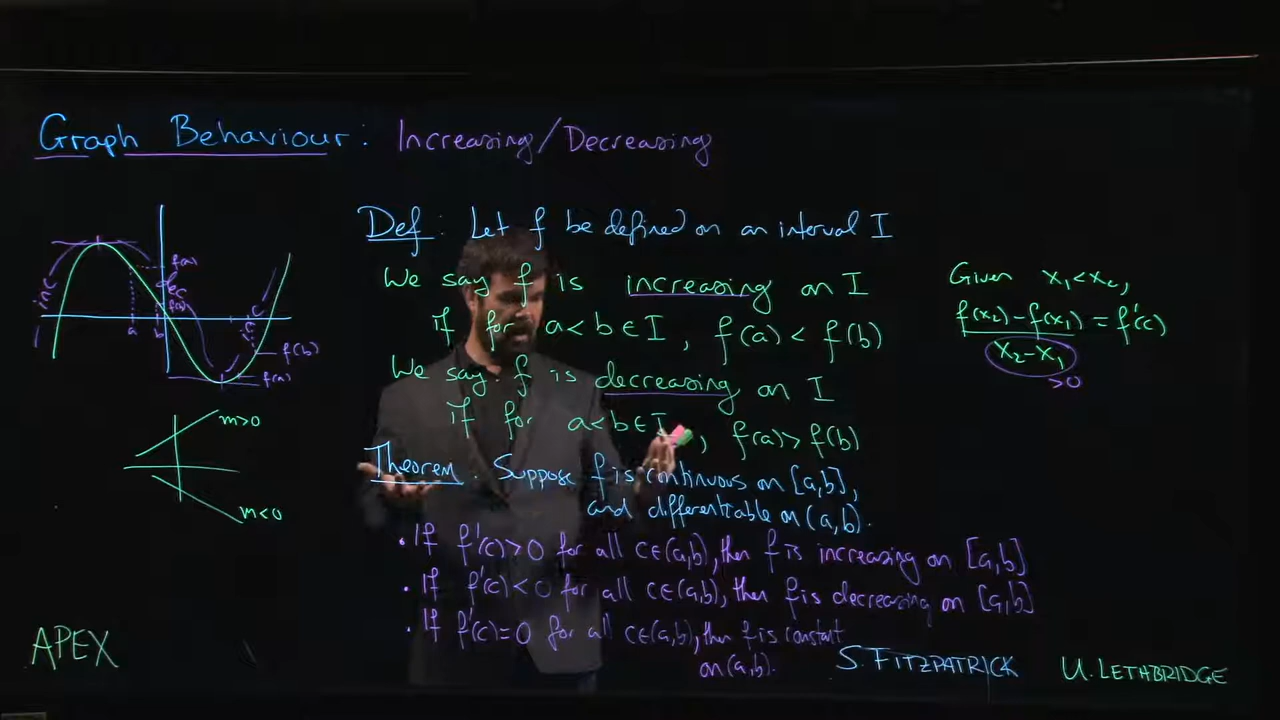 Graph Behaviour: Increasing/Decreasing
Def: Let f be defined on an interval I
We say f is increasing on I
if for a<b∈I, f(a)<f(b)
We say f is decreasing on I
if for a<b∈I, f(a)>f(b)
Theorem. Suppose f is continuous on [a,b],
and differentiable on (a,b).
• If f'(c)>0 for all c∈(a,b), then f is increasing on [a,b]
• If f'(c)<0 for all c∈(a,b), then f is decreasing on [a,b]
• If f'(c)=0 for all c∈(a,b), then f is constant
on (a,b).
Given x₁<x₂,
f(x₂)-f(x₁) = f'(c)
x₂-x₁
>0
inc
dec
f(a)
a
b
f(b)
f(a)
m>0
m<0
APEX
S. FITZPATRICK
U. LETHBRIDGE